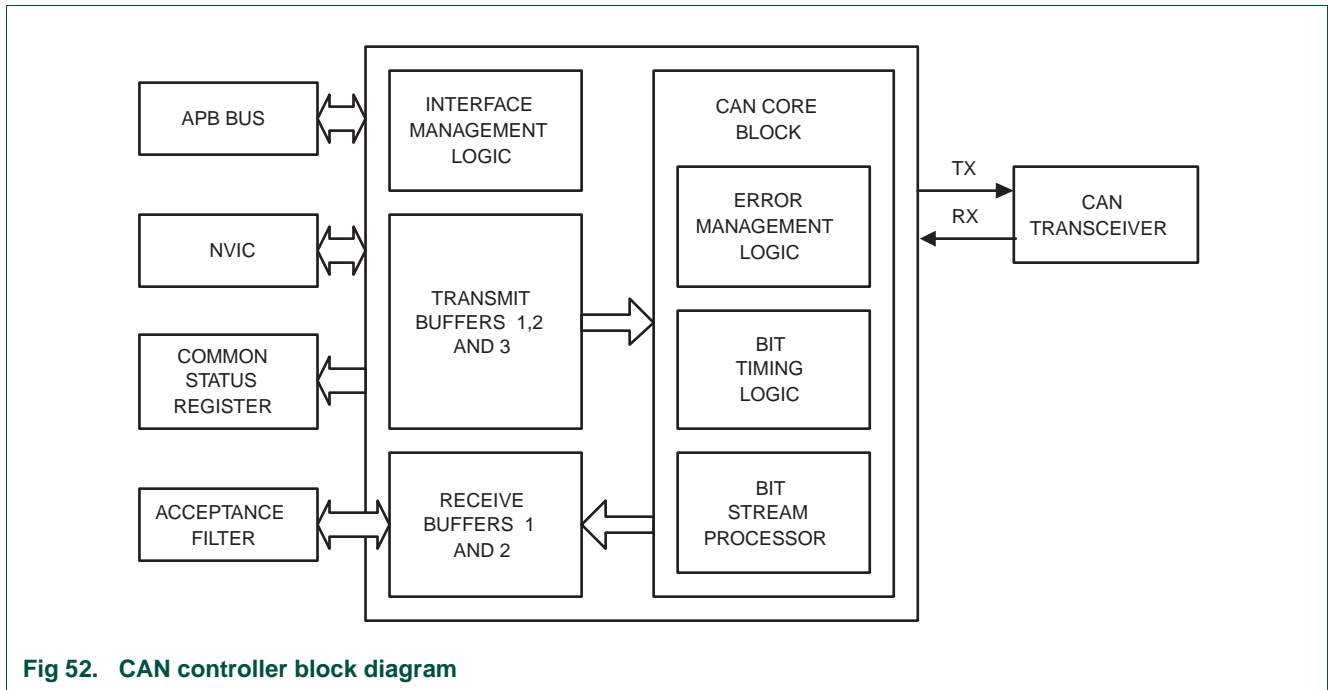 APB BUS
NVIC
COMMON
STATUS
REGISTER
ACCEPTANCE
FILTER
INTERFACE
MANAGEMENT
LOGIC
TRANSMIT
BUFFERS 1,2
AND 3
RECEIVE
BUFFERS 1
AND 2
CAN CORE
BLOCK
ERROR
MANAGEMENT
LOGIC
BIT
TIMING
LOGIC
BIT
STREAM
PROCESSOR
TX
RX
CAN
TRANSCEIVER
Fig 52. CAN controller block diagram